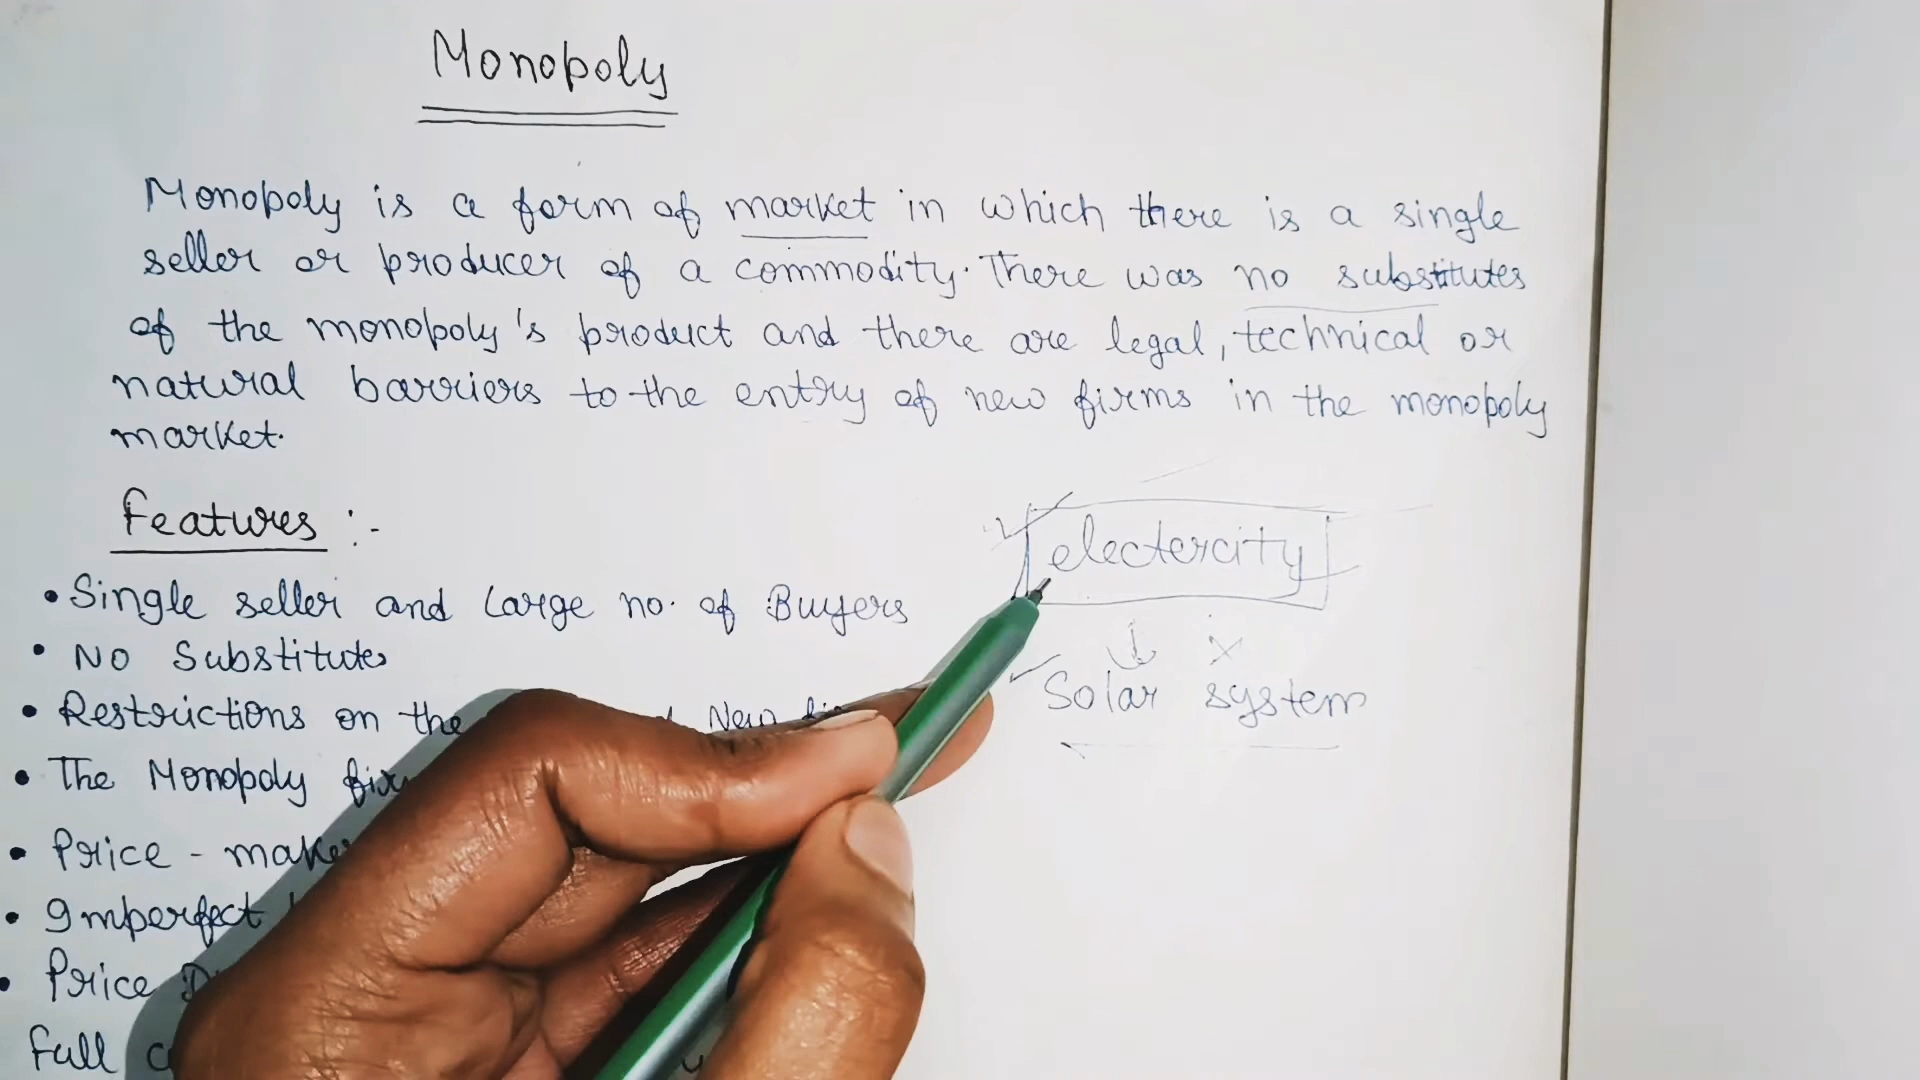 Monopoly
Monopoly is a form of market in which there is a single
seller or producer of a commodity. There was no substitutes
of the monopoly's product and there are legal, technical or
natural barriers to the entry of new firms in the monopoly
market.
Features :-
• Single seller and Large no. of Buyers
• No Substitutes
• Restrictions on the New
• The Monopoly
• Price - maker
• Imperfect
• Price
Full
electercity
Solar system